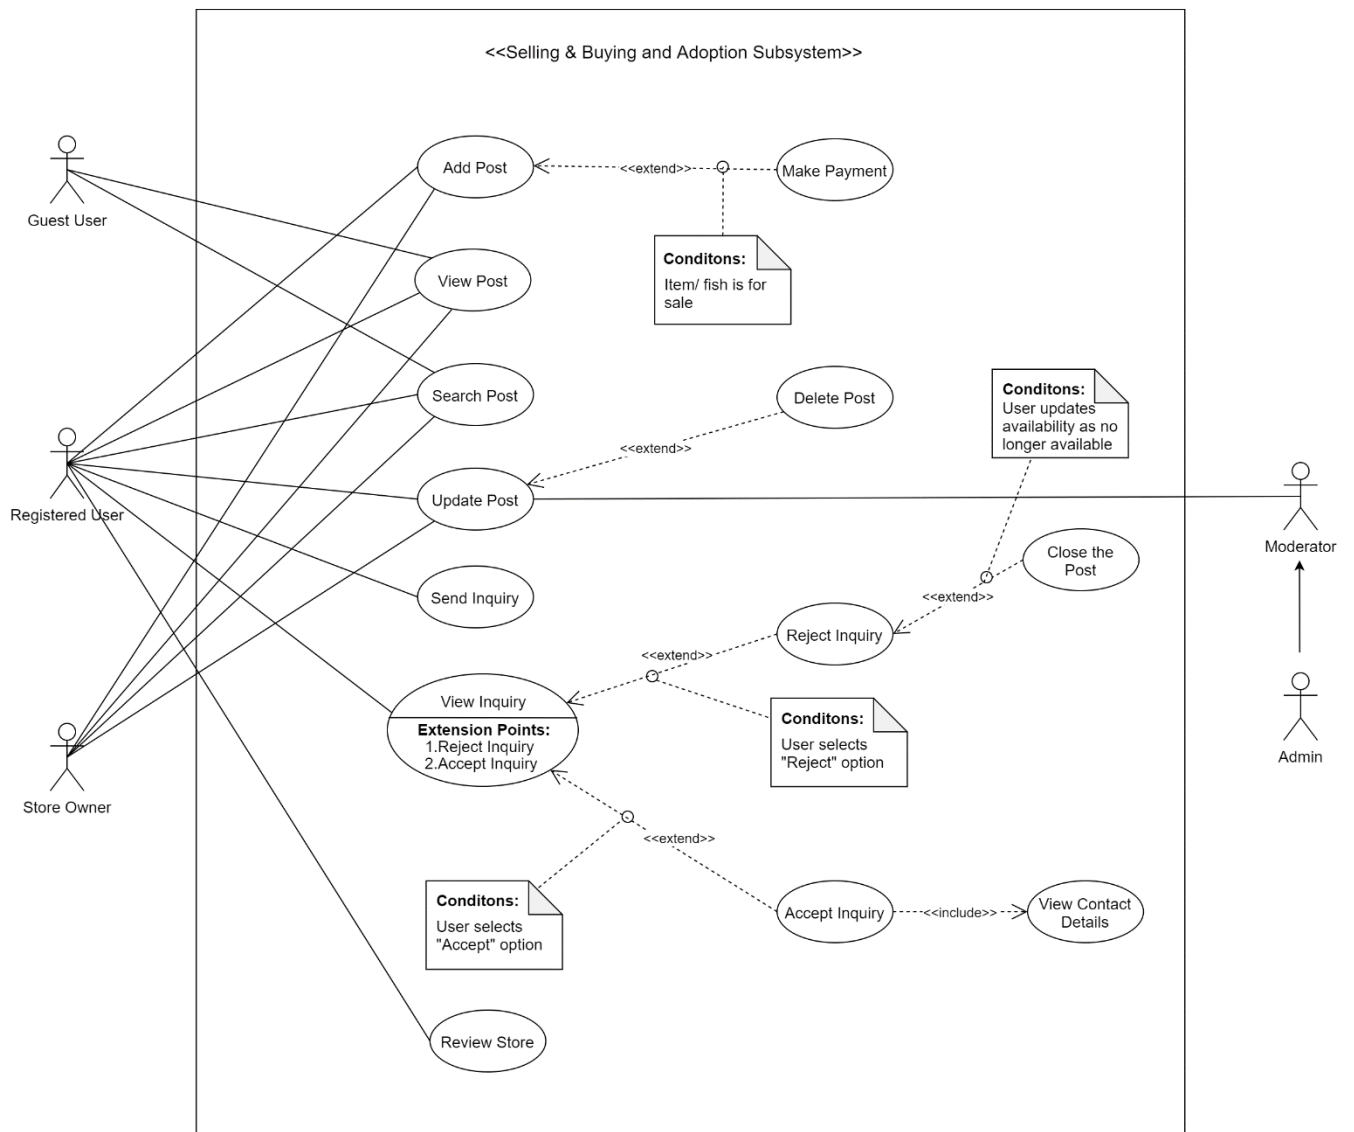 <<Selling & Buying and Adoption Subsystem>>
Guest User
Add Post
<<extend>>
Make Payment
Conditons:
Item/ fish is for
sale
View Post
Search Post
Delete Post
<<extend>>
Conditons:
User updates
availability as no
longer available
Registered User
Update Post
Moderator
Close the
Post
<<extend>>
Send Inquiry
Reject Inquiry
<<extend>>
View Inquiry
Extension Points:
1.Reject Inquiry
2.Accept Inquiry
Conditons:
User selects
"Reject" option
Admin
Store Owner
<<extend>>
Conditons:
User selects
"Accept" option
Accept Inquiry
<<include>>
View Contact
Details
Review Store